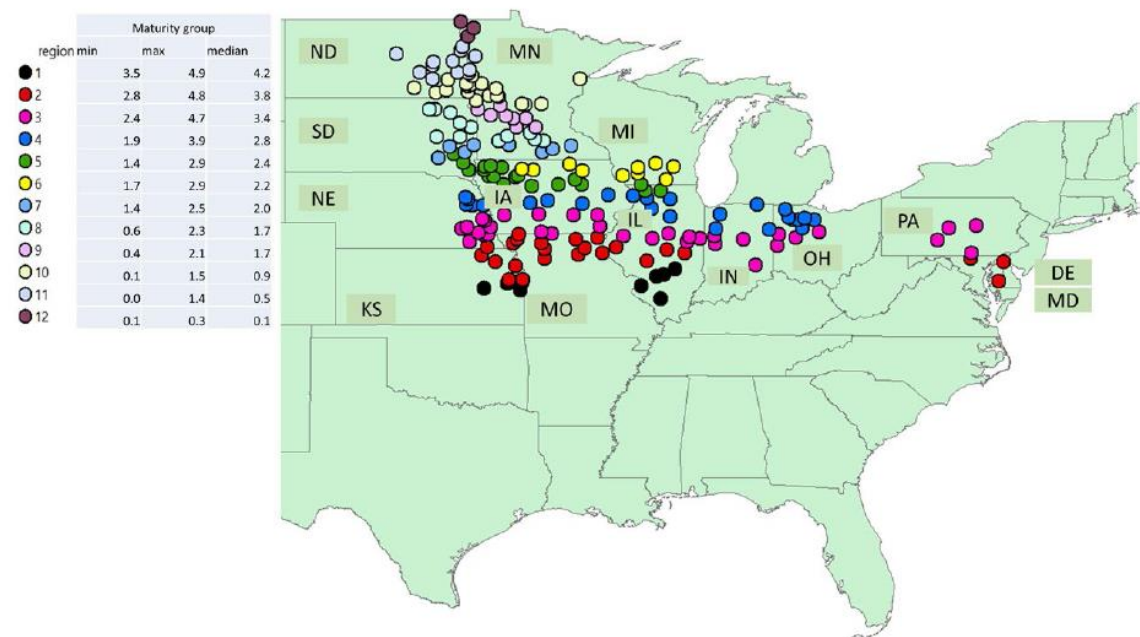 Maturity group
region min max median
1 3.5 4.9 4.2
2 2.8 4.8 3.8
3 2.4 4.7 3.4
4 1.9 3.9 2.8
5 1.4 2.9 2.4
6 1.7 2.9 2.2
7 1.4 2.5 2.0
8 0.6 2.3 1.7
9 0.4 2.1 1.7
10 0.1 1.5 0.9
11 0.0 1.4 0.5
12 0.1 0.3 0.1
ND MN
SD MI
NE IA
IL PA
IN OH DE
KS MO MD